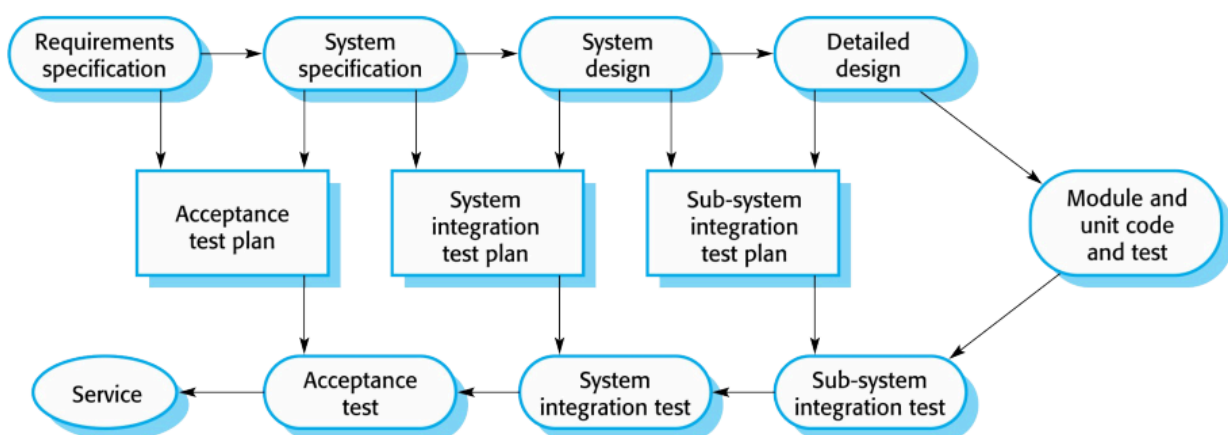 Requirements
specification
System
specification
System
design
Detailed
design
Acceptance
test plan
System
integration
test plan
Sub-system
integration
test plan
Module and
unit code
and test
Service
Acceptance
test
System
integration test
Sub-system
integration test